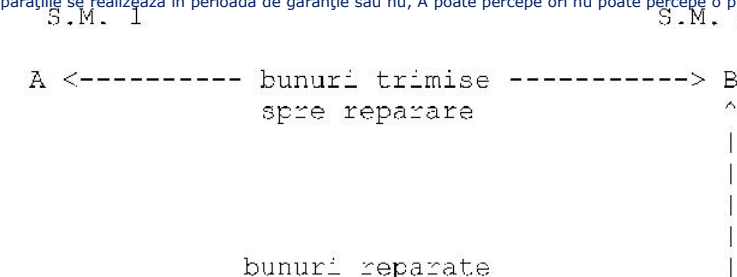 parațiile se realizează în perioada de garanție sau nu, A poate percepe ori nu poate percepe o p
S.M. 1 S.M.
A <---------- bunuri trimise -----------> B
spre reparare ^
|
|
|
|
bunuri reparate |